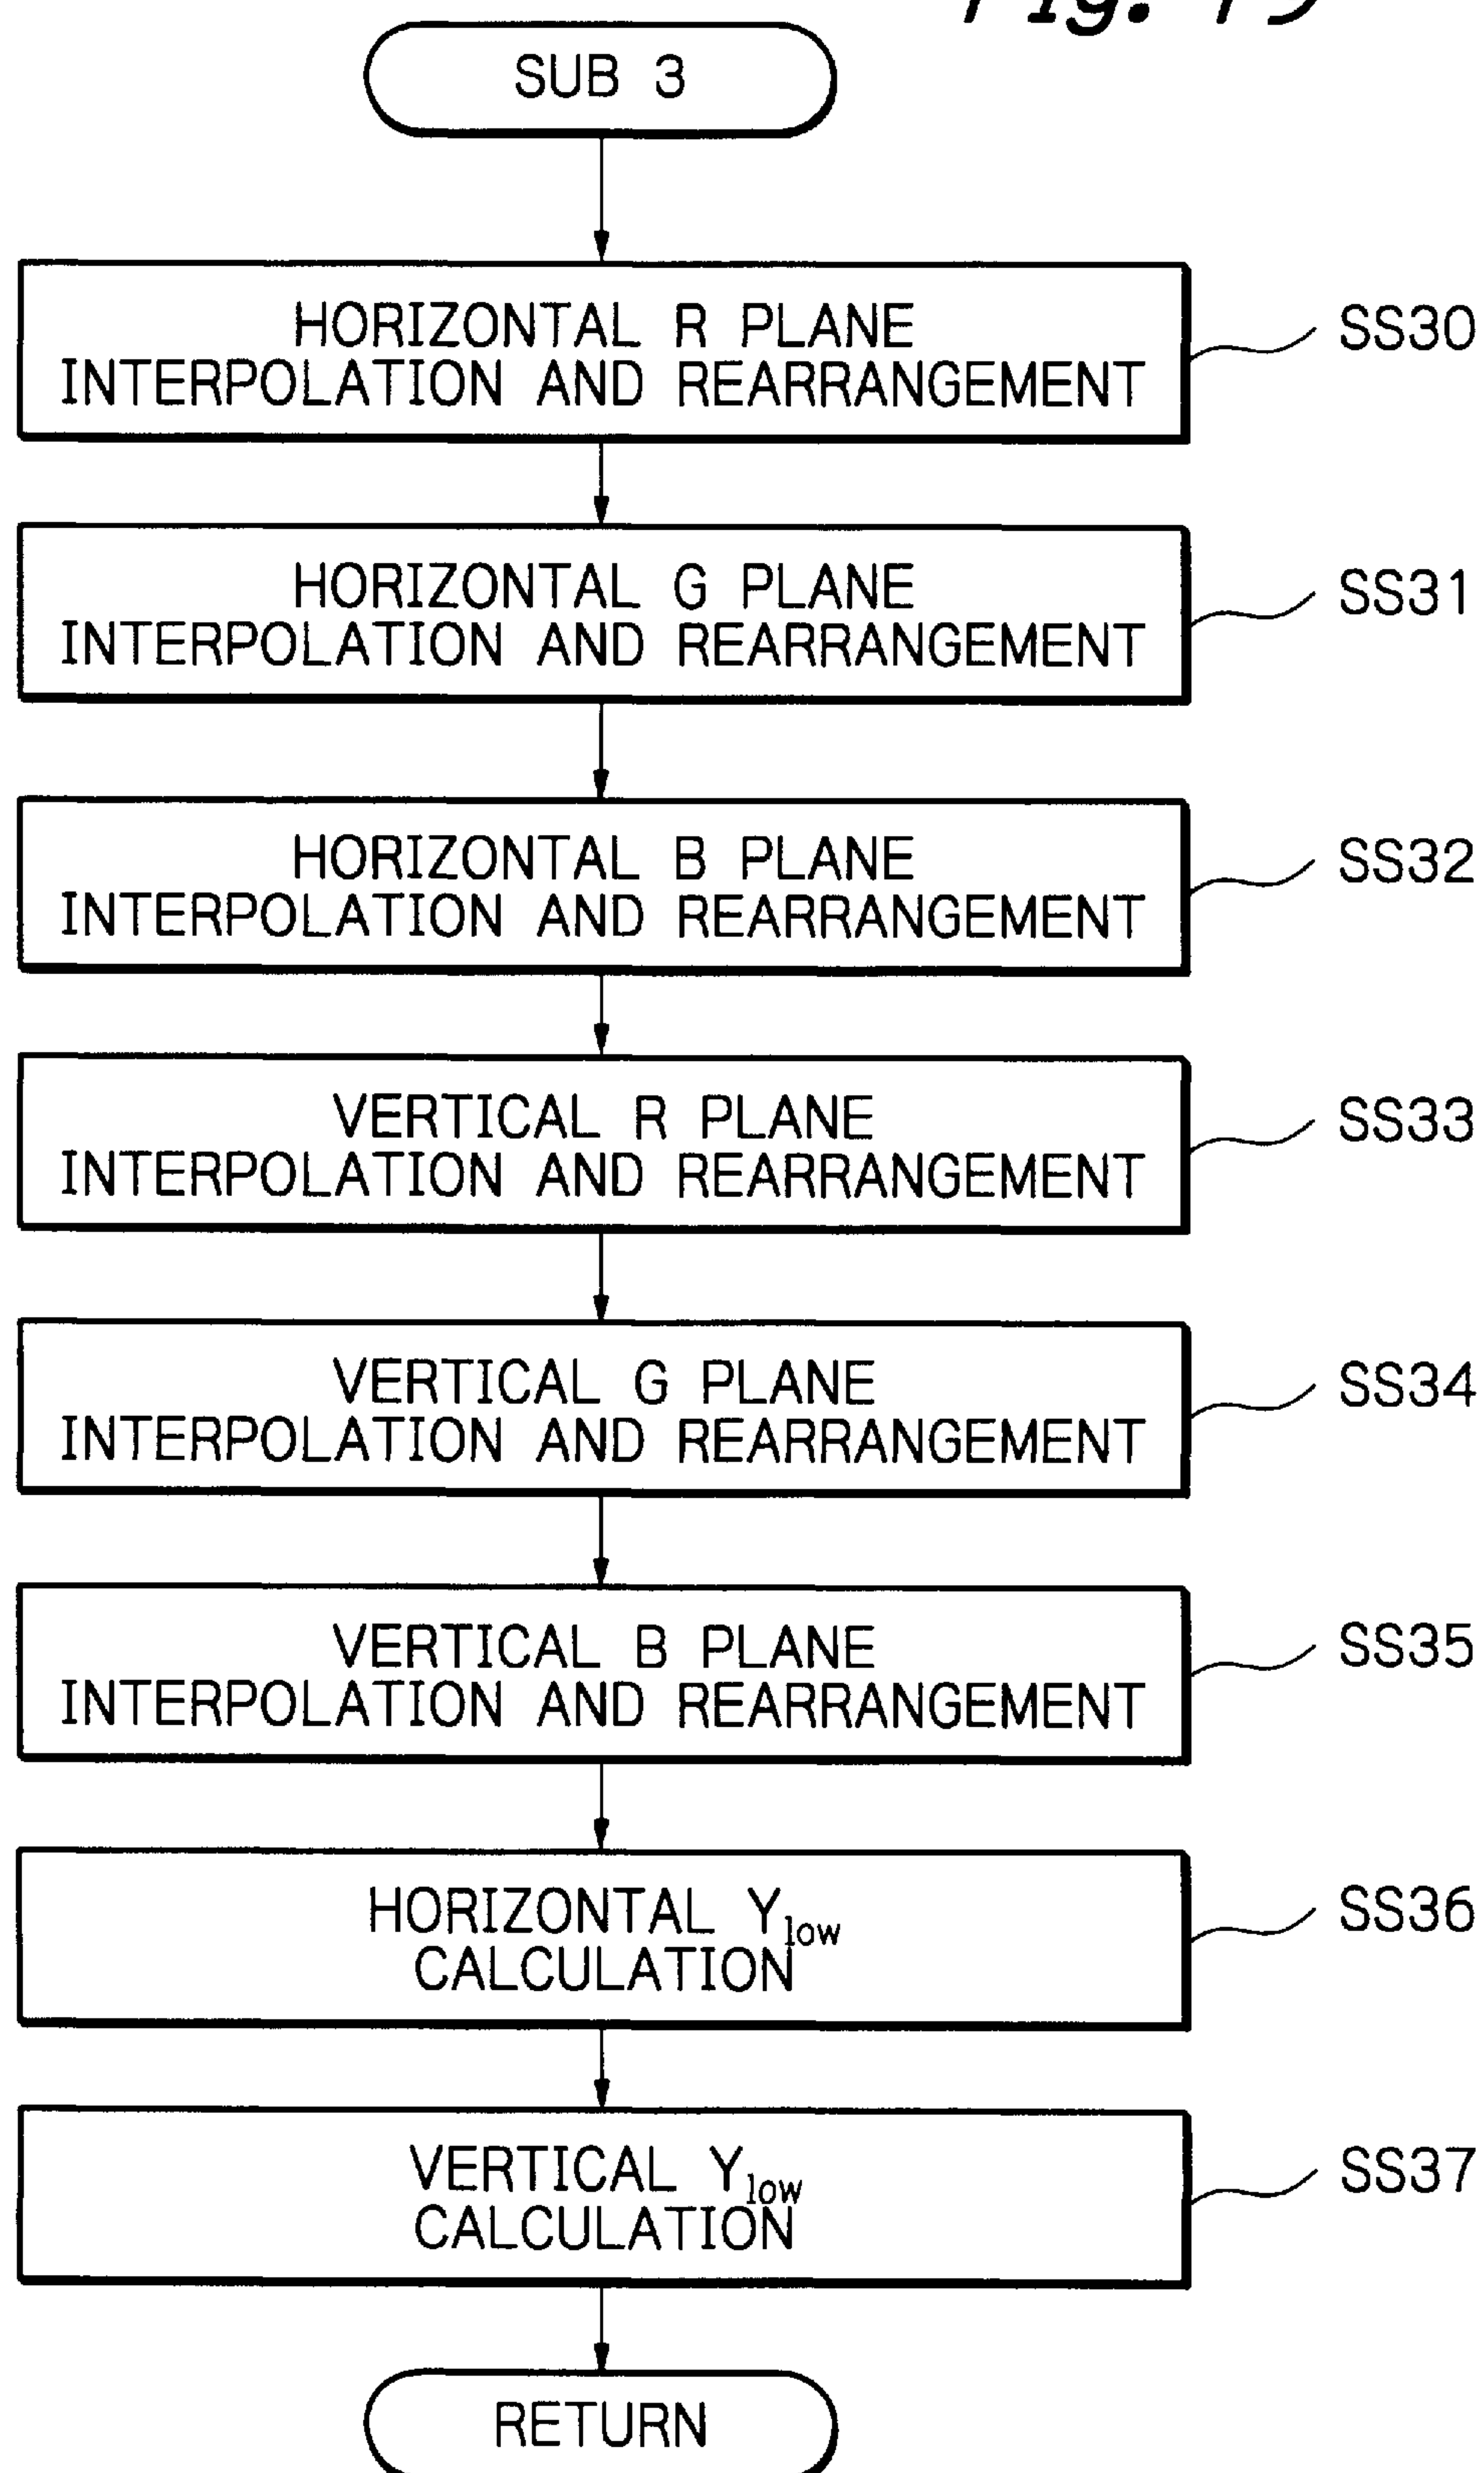 SUB 3
HORIZONTAL R PLANE
INTERPOLATION AND REARRANGEMENT
SS30
HORIZONTAL G PLANE
INTERPOLATION AND REARRANGEMENT
SS31
HORIZONTAL B PLANE
INTERPOLATION AND REARRANGEMENT
SS32
VERTICAL R PLANE
INTERPOLATION AND REARRANGEMENT
SS33
VERTICAL G PLANE
INTERPOLATION AND REARRANGEMENT
SS34
VERTICAL B PLANE
INTERPOLATION AND REARRANGEMENT
SS35
HORIZONTAL Ylow
CALCULATION
SS36
VERTICAL Ylow
CALCULATION
SS37
RETURN